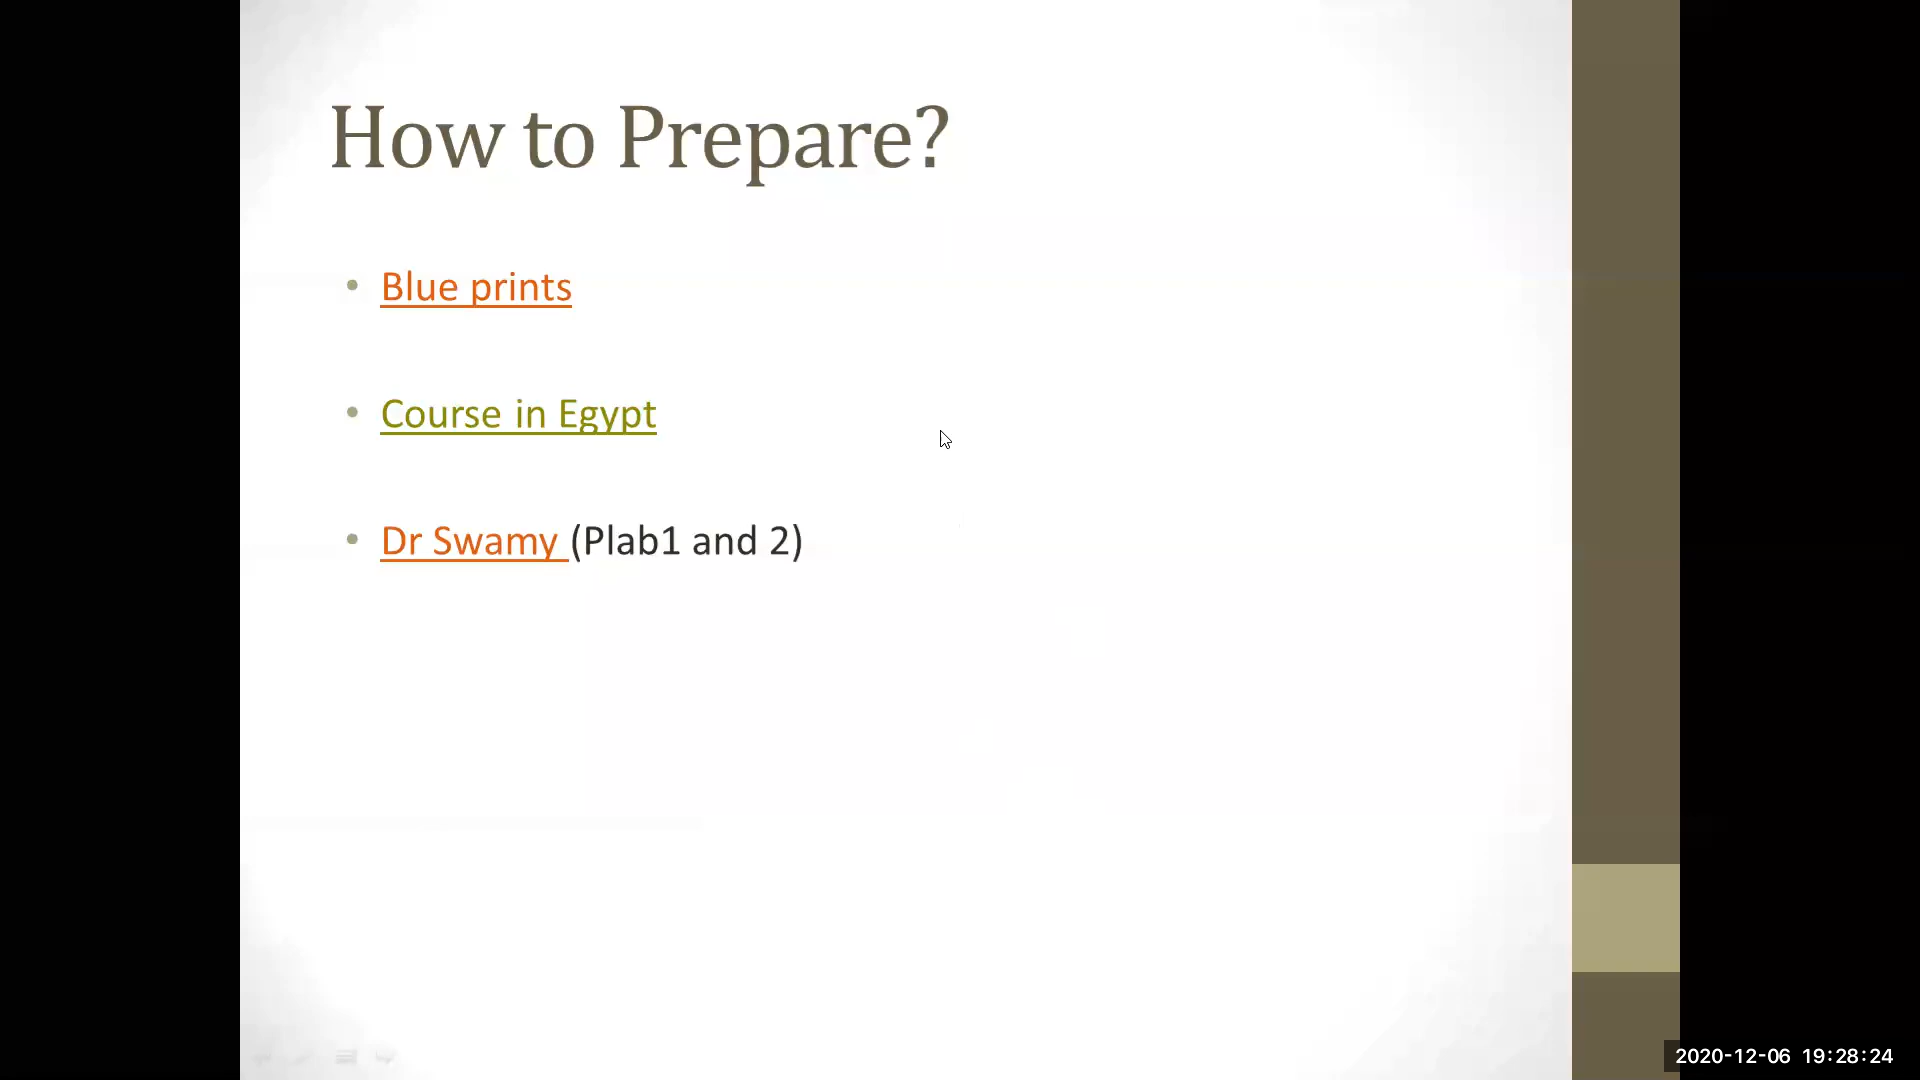 How to Prepare?
• Blue prints
• Course in Egypt
• Dr Swamy (Plab1 and 2)
2020-12-06 19:28:24